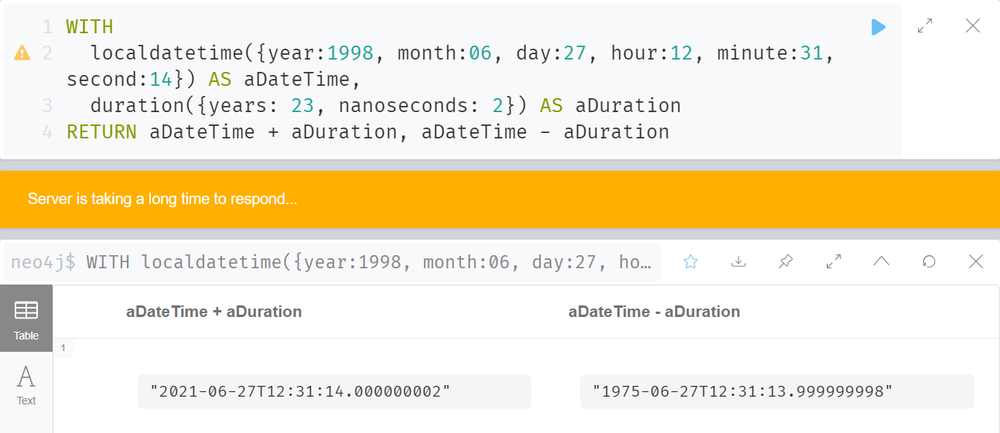 1 WITH
2 localdatetime({year:1998, month:06, day:27, hour:12, minute:31,
second:14}) AS aDateTime,
3 duration({years: 23, nanoseconds: 2}) AS aDuration
4 RETURN aDateTime + aDuration, aDateTime - aDuration
Server is taking a long time to respond...
neo4j$ WITH localdatetime({year:1998, month:06, day:27, ho…
aDateTime + aDuration aDateTime - aDuration
Table
1
"2021-06-27T12:31:14.000000002" "1975-06-27T12:31:13.999999998"
A
Text